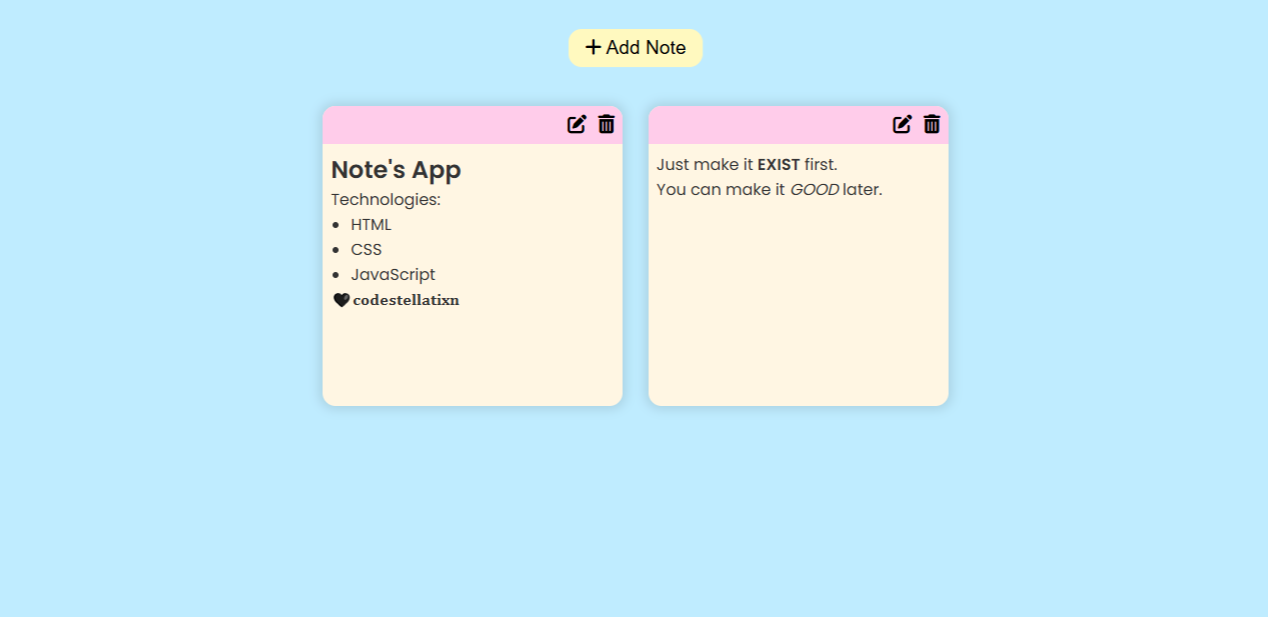 Add Note
Note's App
Technologies:
HTML
CSS
JavaScript
🖤 codestellatixn
Just make it EXIST first.
You can make it GOOD later.